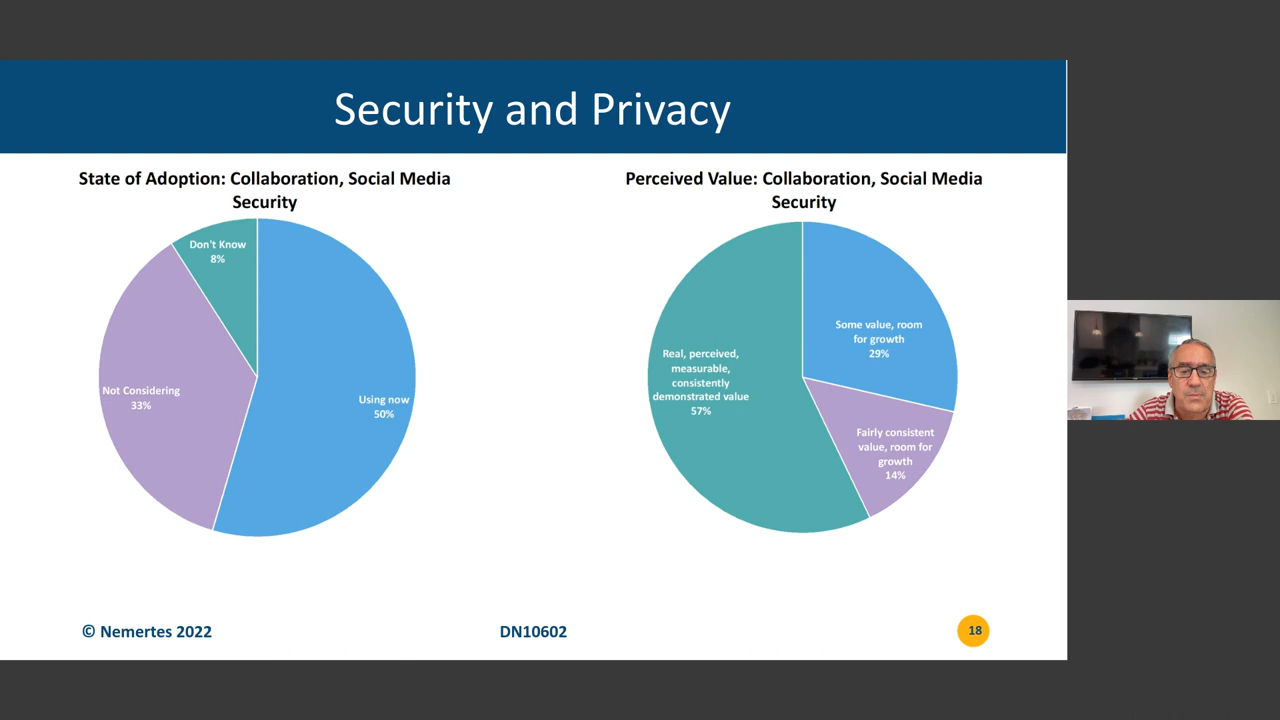 Security and Privacy
State of Adoption: Collaboration, Social Media
Security
Don't Know
8%
Not Considering
33%
Using now
50%
Perceived Value: Collaboration, Social Media
Security
Some value, room
for growth
29%
Real, perceived,
measurable,
consistently
demonstrated value
57%
Fairly consistent
value, room for
growth
14%
© Nemertes 2022
DN10602
18